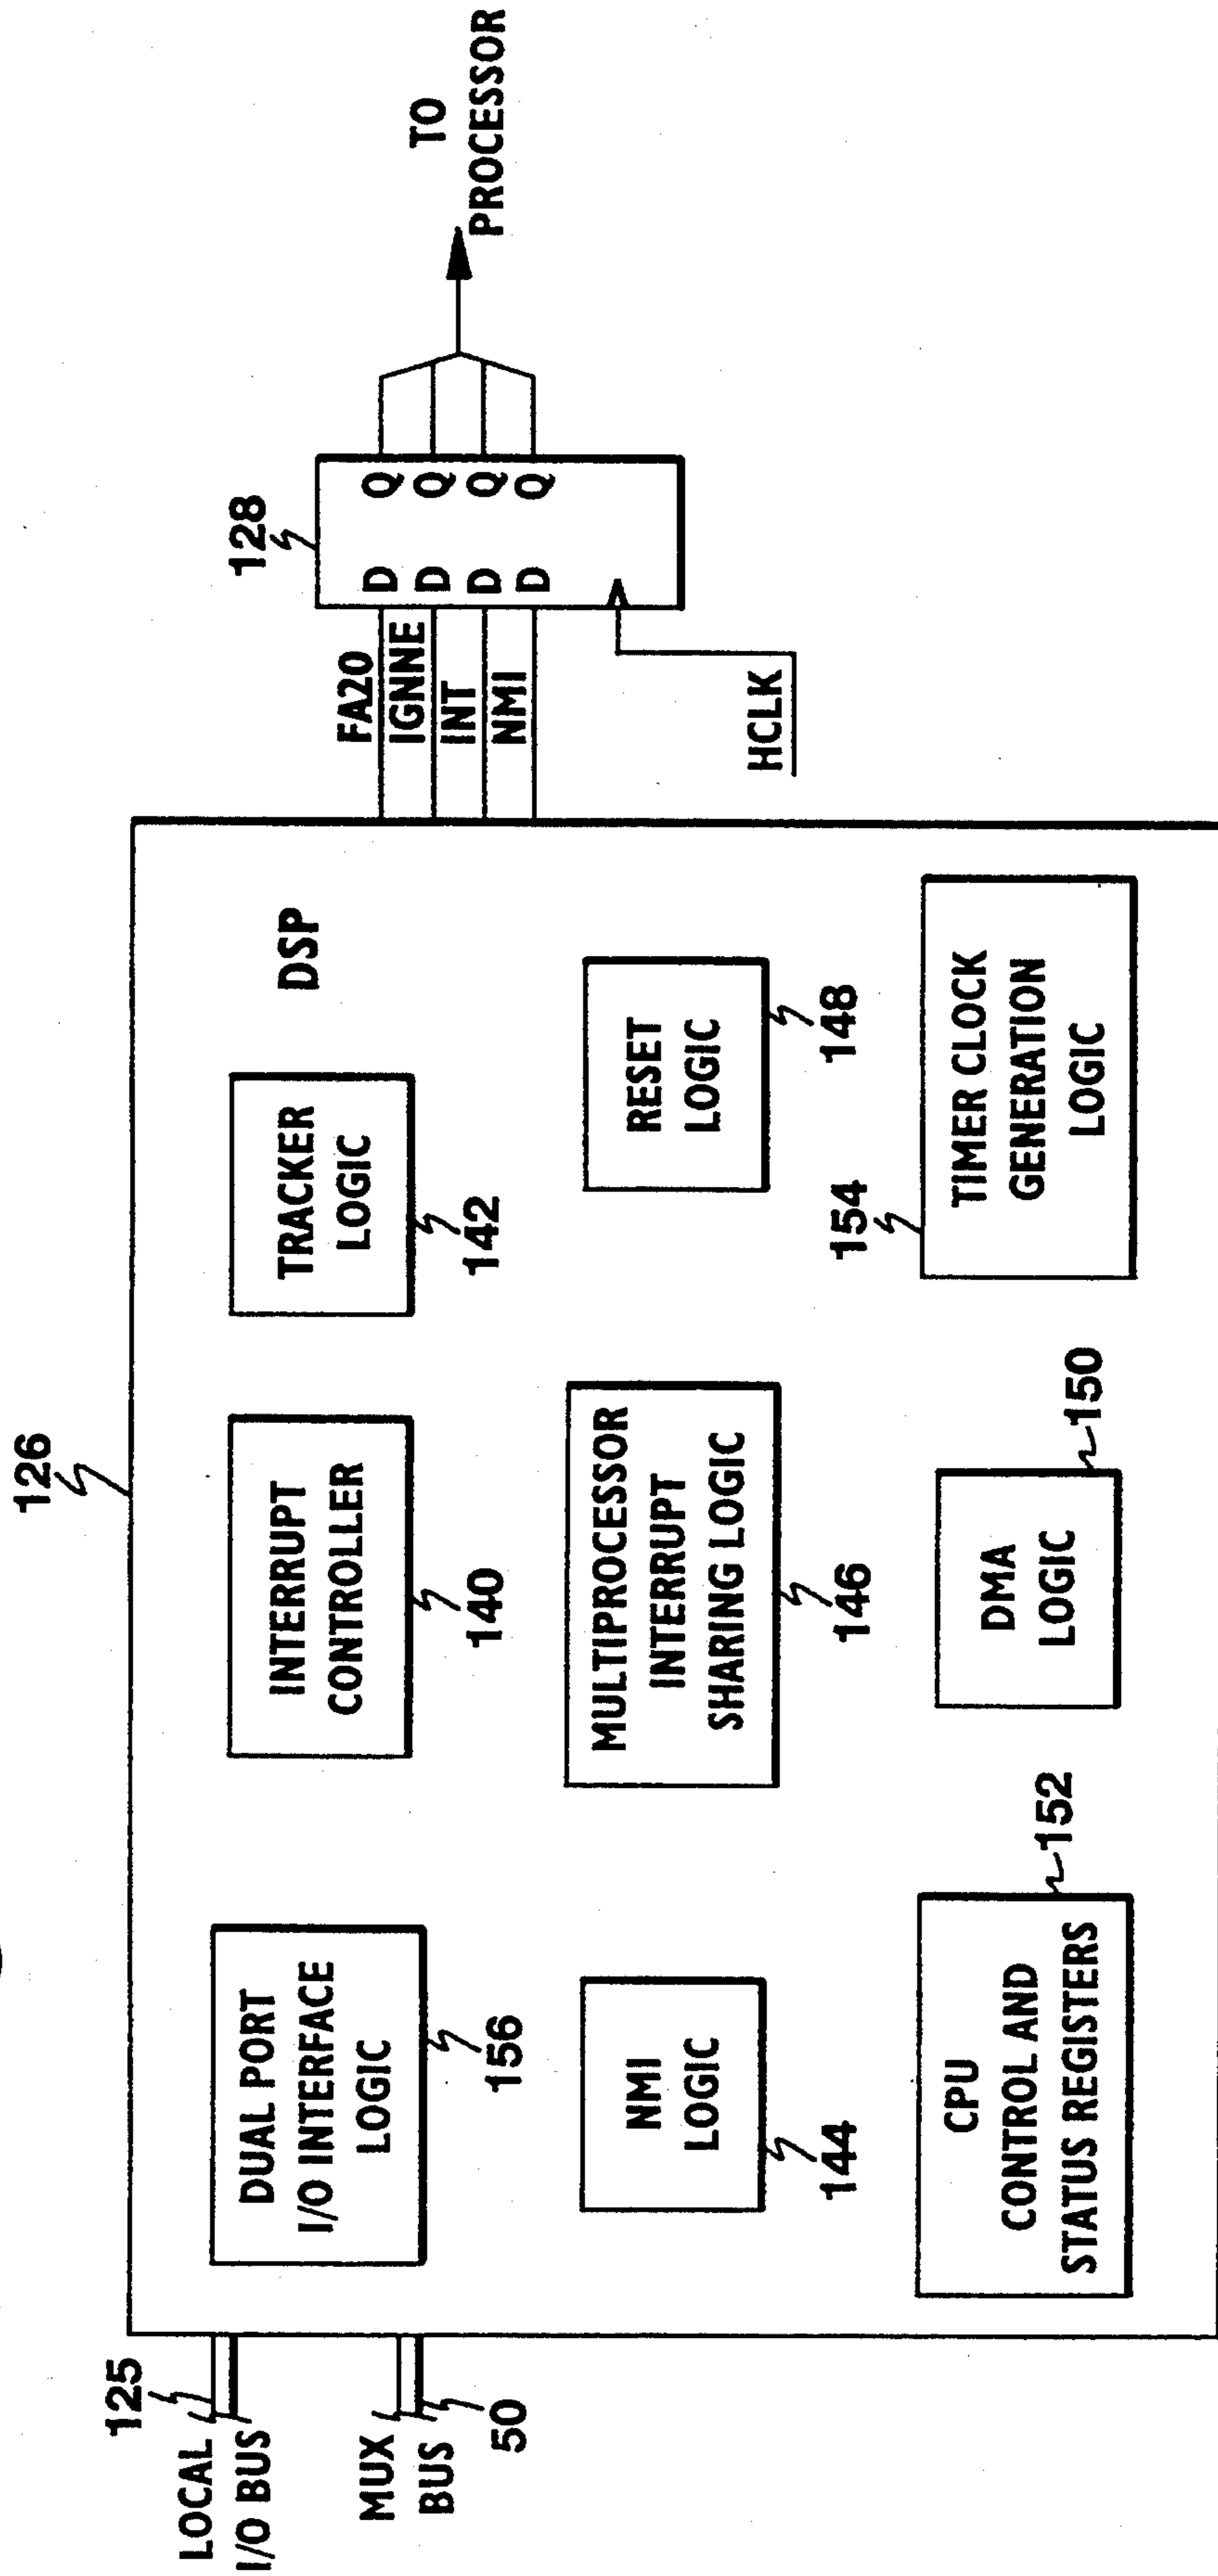 126
LOCAL
I/O BUS
125
MUX
BUS
50
DSP
DUAL PORT
I/O INTERFACE
LOGIC
156
INTERRUPT
CONTROLLER
140
TRACKER
LOGIC
142
NMI
LOGIC
144
MULTIPROCESSOR
INTERRUPT
SHARING LOGIC
146
RESET
LOGIC
148
CPU
CONTROL AND
STATUS REGISTERS
152
DMA
LOGIC
150
TIMER CLOCK
GENERATION
LOGIC
154
FA20
IGNNE
INT
NMI
HCLK
128
D Q
D Q
D Q
D Q
TO
PROCESSOR